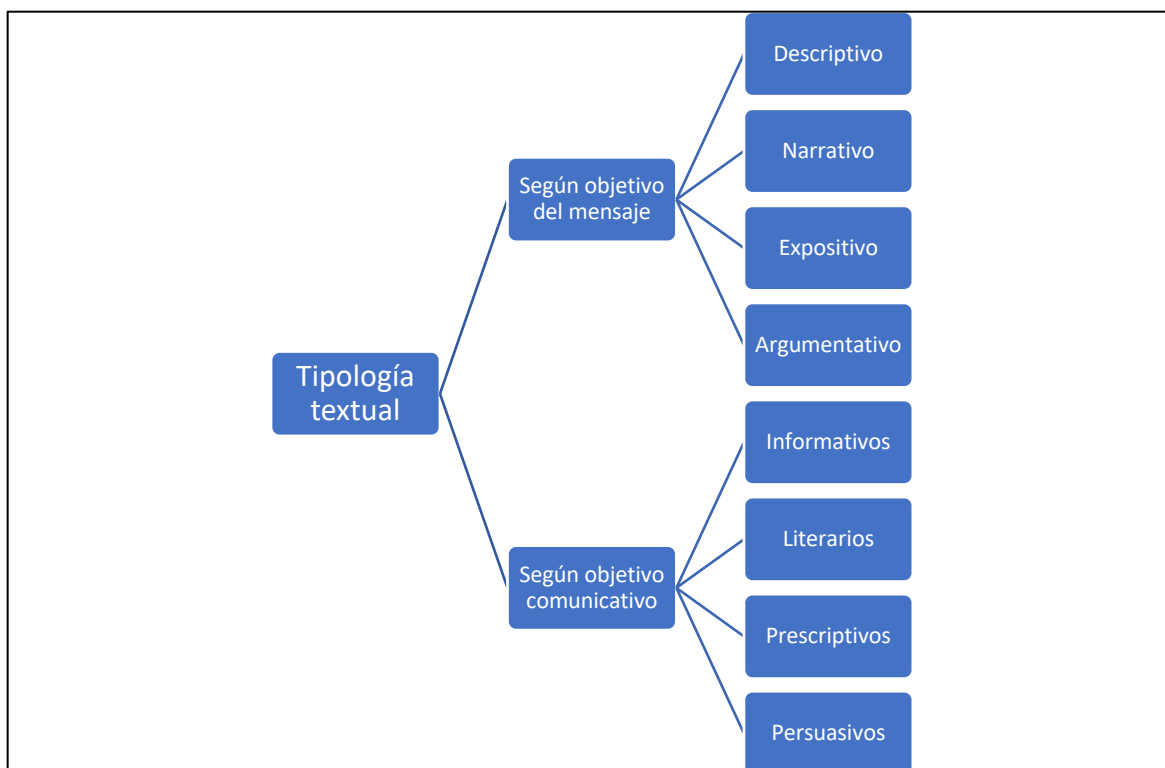 Tipología
textual
Según objetivo
del mensaje
Descriptivo
Narrativo
Expositivo
Argumentativo
Según objetivo
comunicativo
Informativos
Literarios
Prescriptivos
Persuasivos